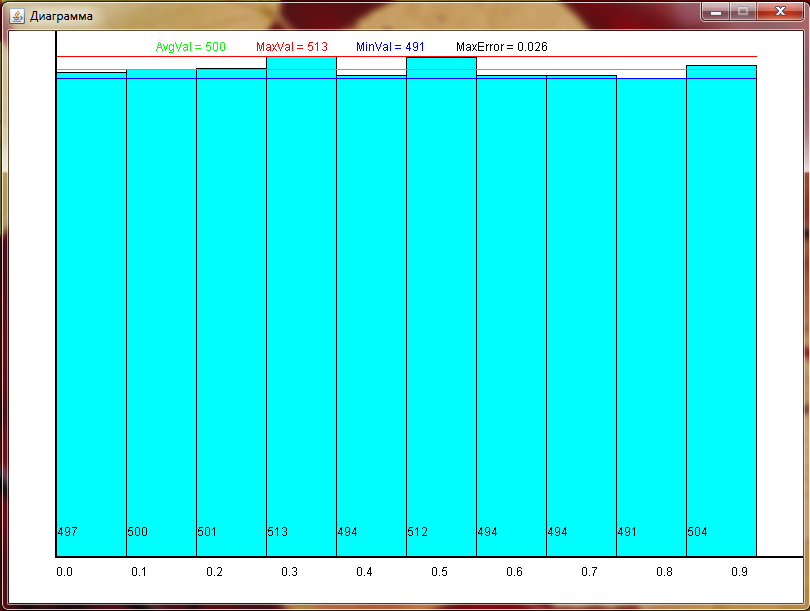 Диаграмма
AvgVal = 500 MaxVal = 513 MinVal = 491 MaxError = 0.026
497 500 501 513 494 512 494 494 491 504
0.0 0.1 0.2 0.3 0.4 0.5 0.6 0.7 0.8 0.9